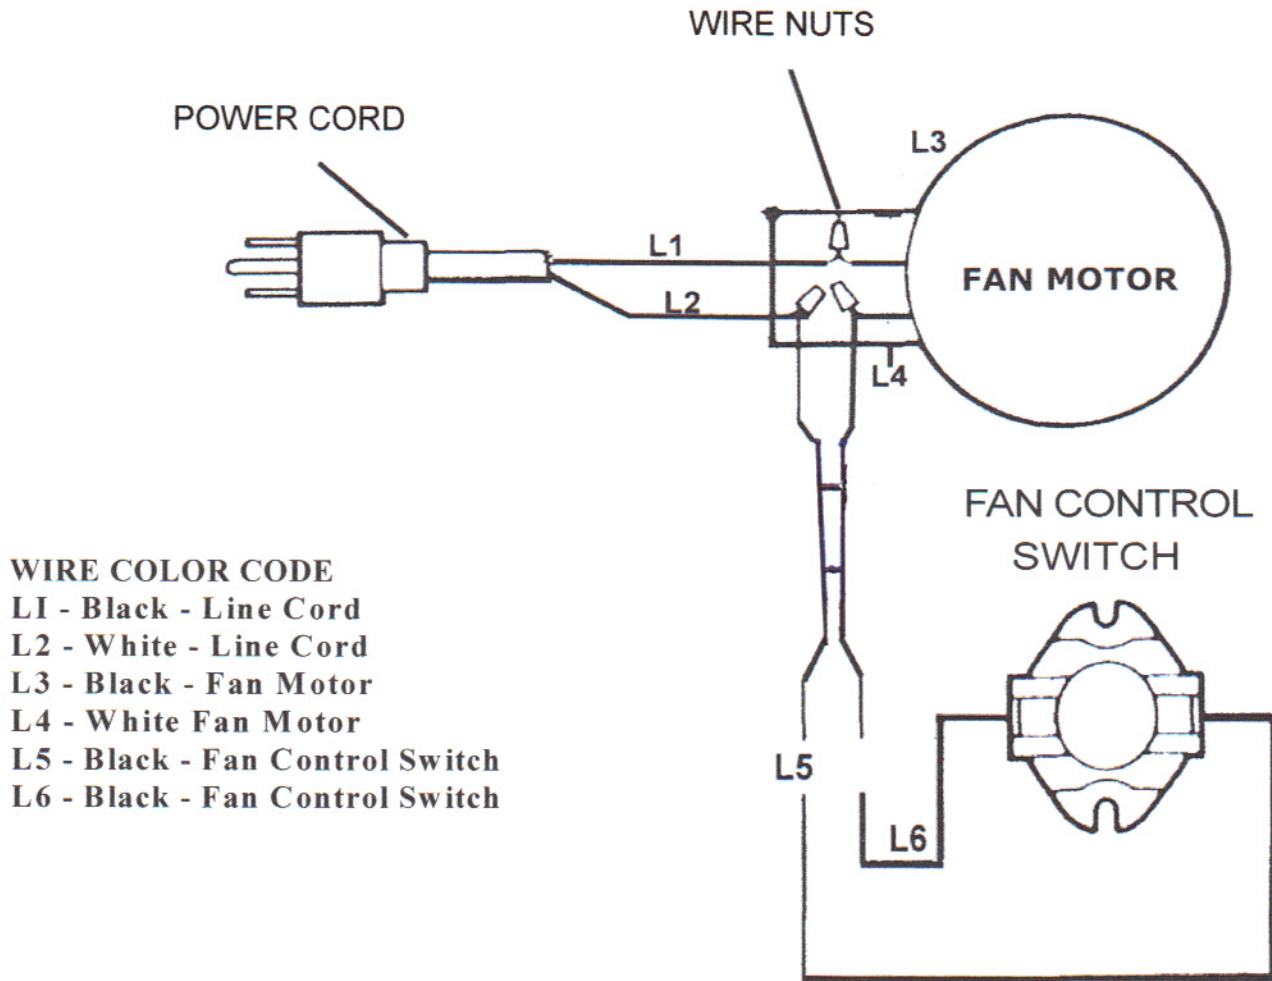 WIRE NUTS
POWER CORD
L3
L1
FAN MOTOR
L2
L4
FAN CONTROL
SWITCH
WIRE COLOR CODE
LI - Black - Line Cord
L2 - White - Line Cord
L3 - Black - Fan Motor
L4 - White Fan Motor
L5 - Black - Fan Control Switch
L6 - Black - Fan Control Switch
L5
L6